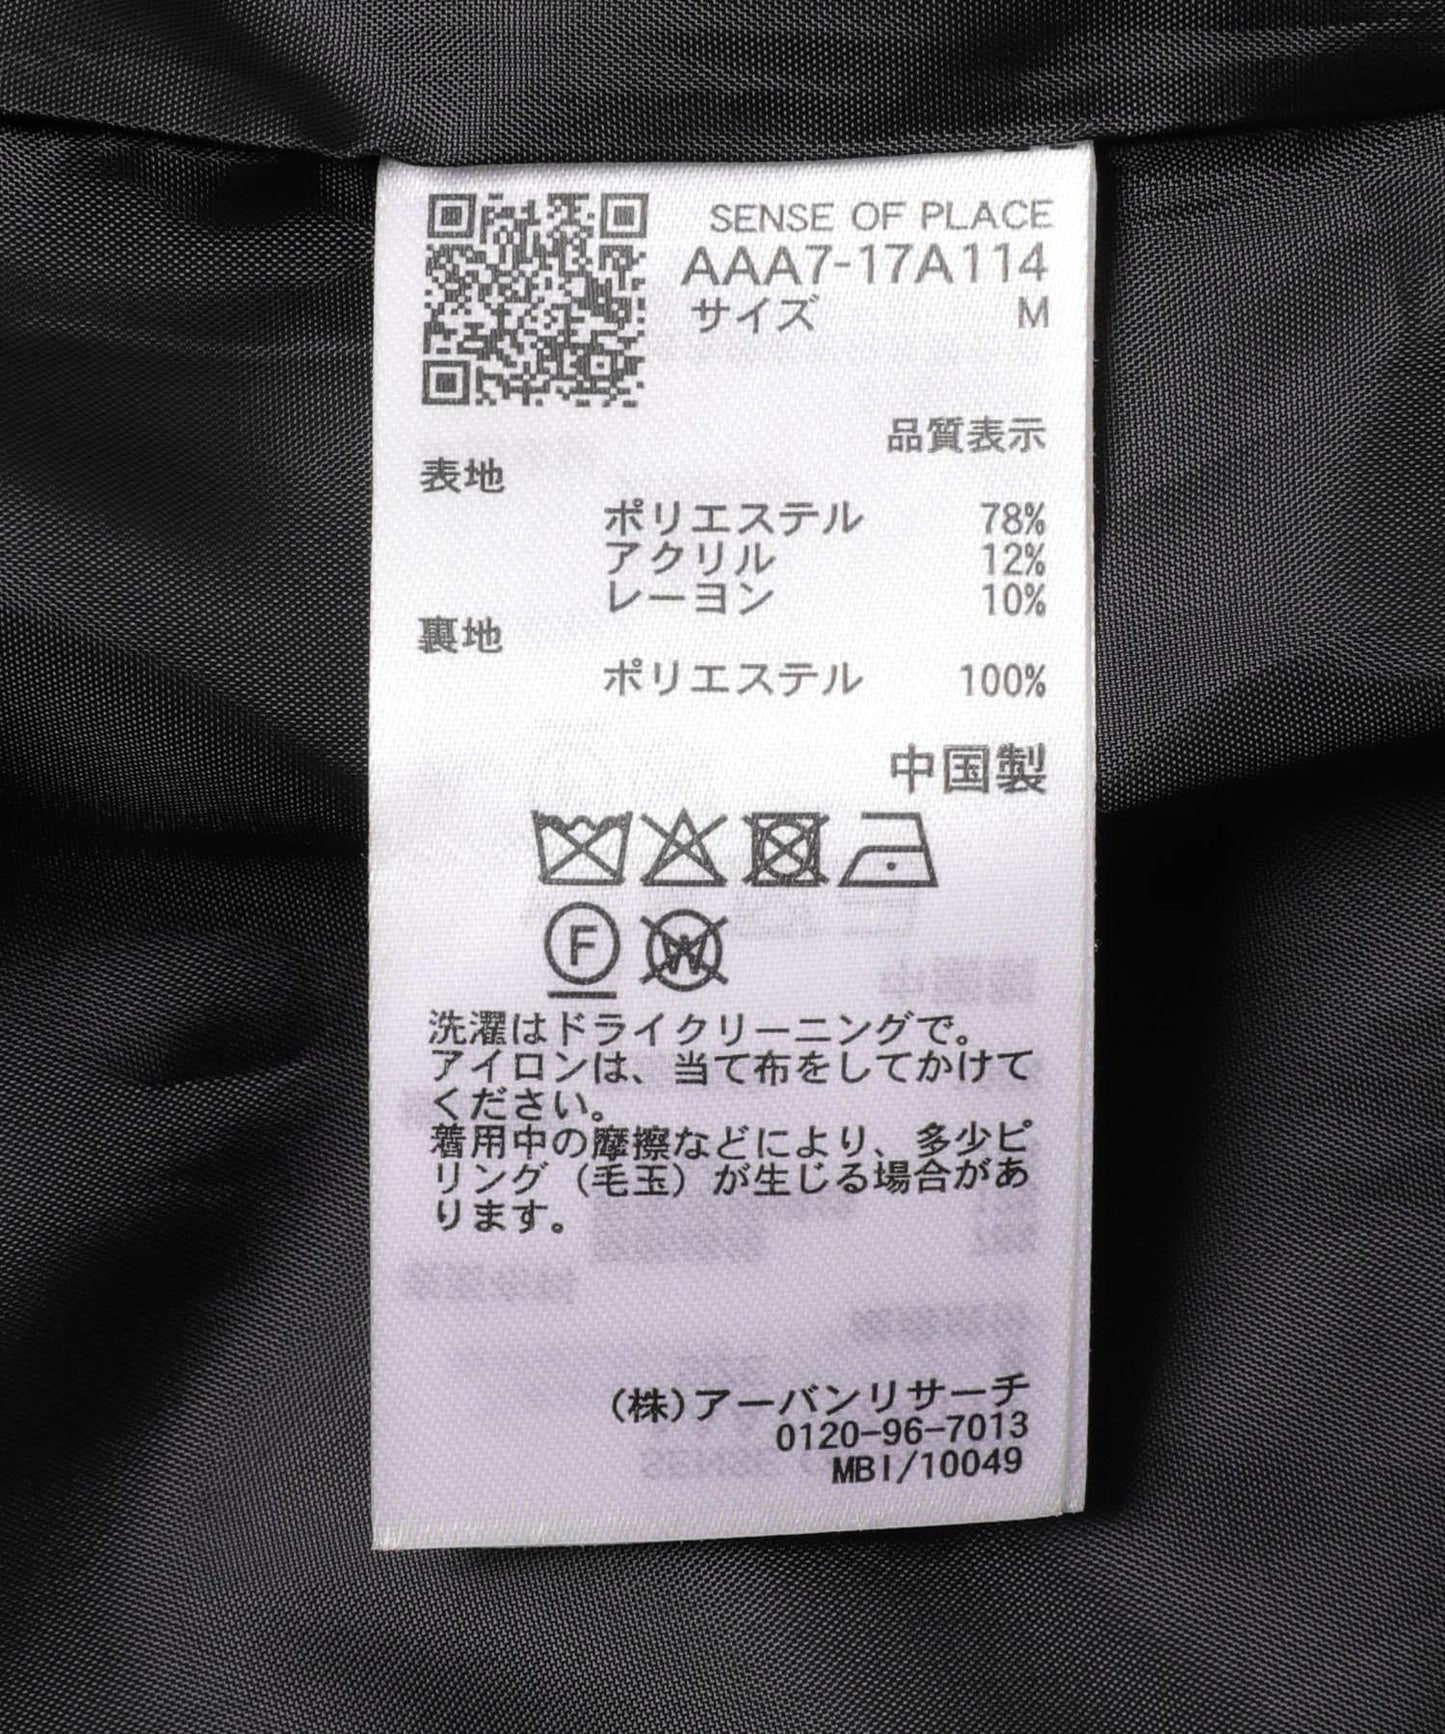 SENSE OF PLACE
AAA7-17A114
サイズ M
品質表示
表地
ポリエステル 78%
アクリル 12%
レーヨン 10%
裏地
ポリエステル 100%
中国製
F W
洗濯はドライクリーニングで。
アイロンは、当て布をしてかけて
ください。
着用中の摩擦などにより、多少ピ
リング（毛玉）が生じる場合があ
ります。
(株)アーバンリサーチ
0120-96-7013
MBI/10049